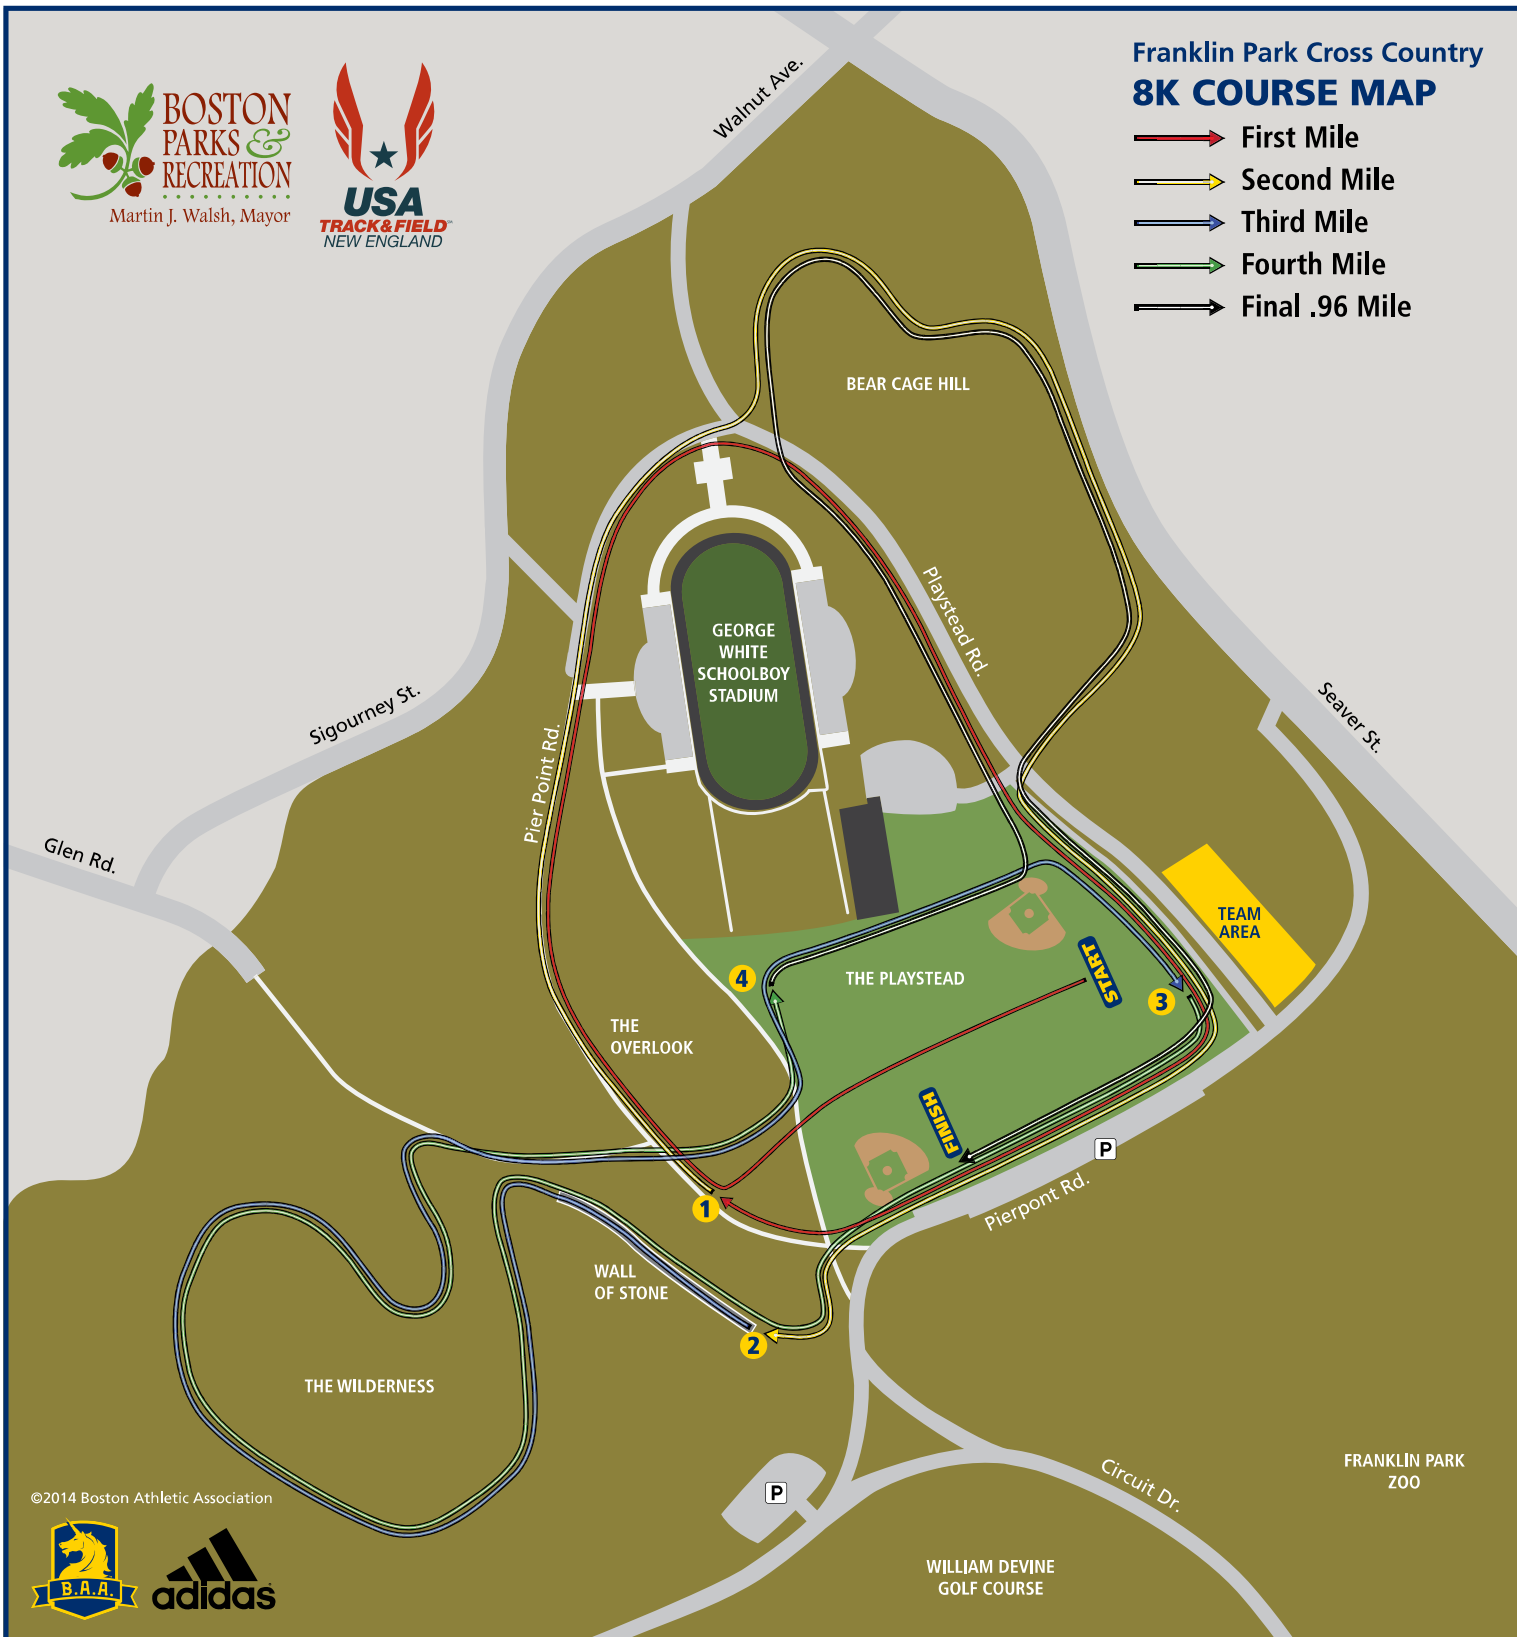 Franklin Park Cross Country
8K COURSE MAP
First Mile
Second Mile
Third Mile
Fourth Mile
Final .96 Mile
BOSTON
PARKS &
RECREATION
Martin J. Walsh, Mayor
USA
TRACK&FIELD
NEW ENGLAND
Walnut Ave.
BEAR CAGE HILL
Playstead Rd.
GEORGE
WHITE
SCHOOLBOY
STADIUM
Sigourney St.
Seaver St.
Pier Point Rd.
Glen Rd.
TEAM
AREA
START
4
THE PLAYSTEAD
3
THE
OVERLOOK
FINISH
P
Pierpont Rd.
1
WALL
OF STONE
2
THE WILDERNESS
FRANKLIN PARK
ZOO
Circuit Dr.
P
©2014 Boston Athletic Association
B.A.A.
adidas
WILLIAM DEVINE
GOLF COURSE